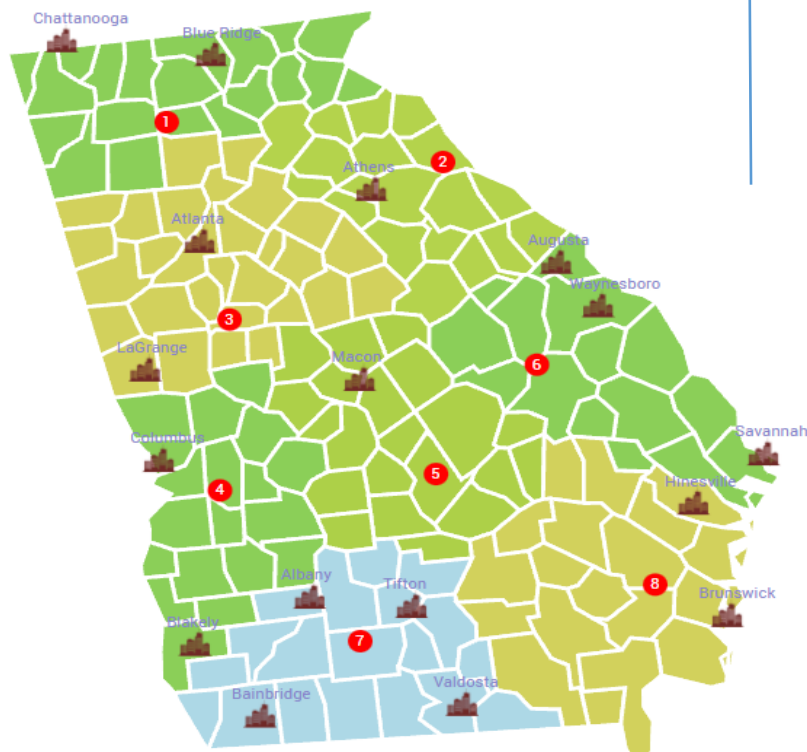 Chattanooga
Blue Ridge
1
2
Athens
Atlanta
Augusta
Waynesboro
3
LaGrange
Macon
6
Columbus
Savannah
5
4
Hinesville
Albany
Tifton
8
Brunswick
Blakely
7
Valdosta
Bainbridge